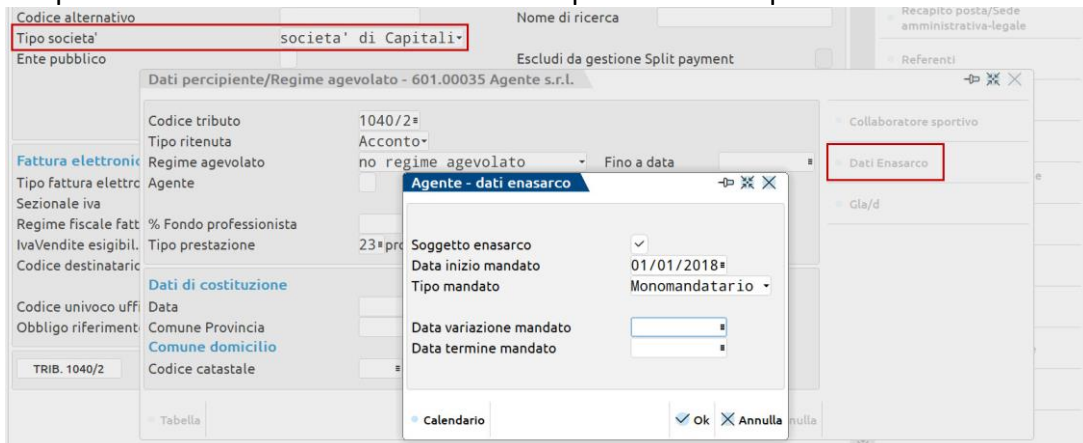 Codice alternativo Nome di ricerca Recapito posta/Sede
amministrativa-legale
Tipo societa' societa' di Capitali
Ente pubblico Escludi da gestione Split payment Referenti
Dati percipiente/Regime agevolato - 601.00035 Agente s.r.l.
Codice tributo 1040/2 Collaboratore sportivo
Tipo ritenuta Acconto
Fattura elettronic Regime agevolato no regime agevolato Fino a data Dati Enasarco
Tipo fattura elettro Agente Agente - dati enasarco
Sezionale iva Gla/d
Regime fiscale fatt % Fondo professionista
IvaVendite esigibil. Tipo prestazione 23 pro Soggetto enasarco
Codice destinatario Data inizio mandato 01/01/2018
Dati di costituzione Tipo mandato Monomandatario
Codice univoco uffi Data
Obbligo riferiment Comune Provincia Data variazione mandato
Comune domicilio Data termine mandato
TRIB. 1040/2 Codice catastale
Tabella Calendario Ok Annulla nulla